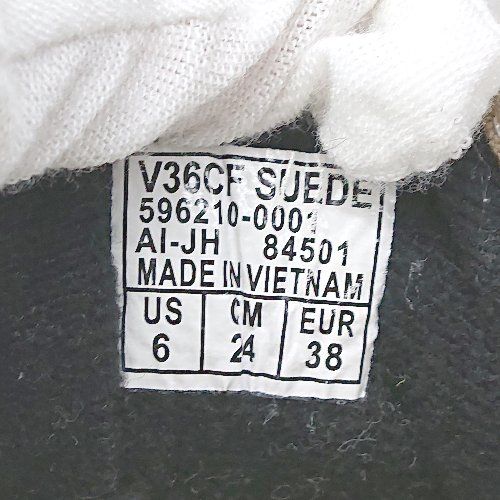 V36CF SUEDE
596210-0001
AI-JH 84501
MADE IN VIETNAM
US CM EUR
6 24 38